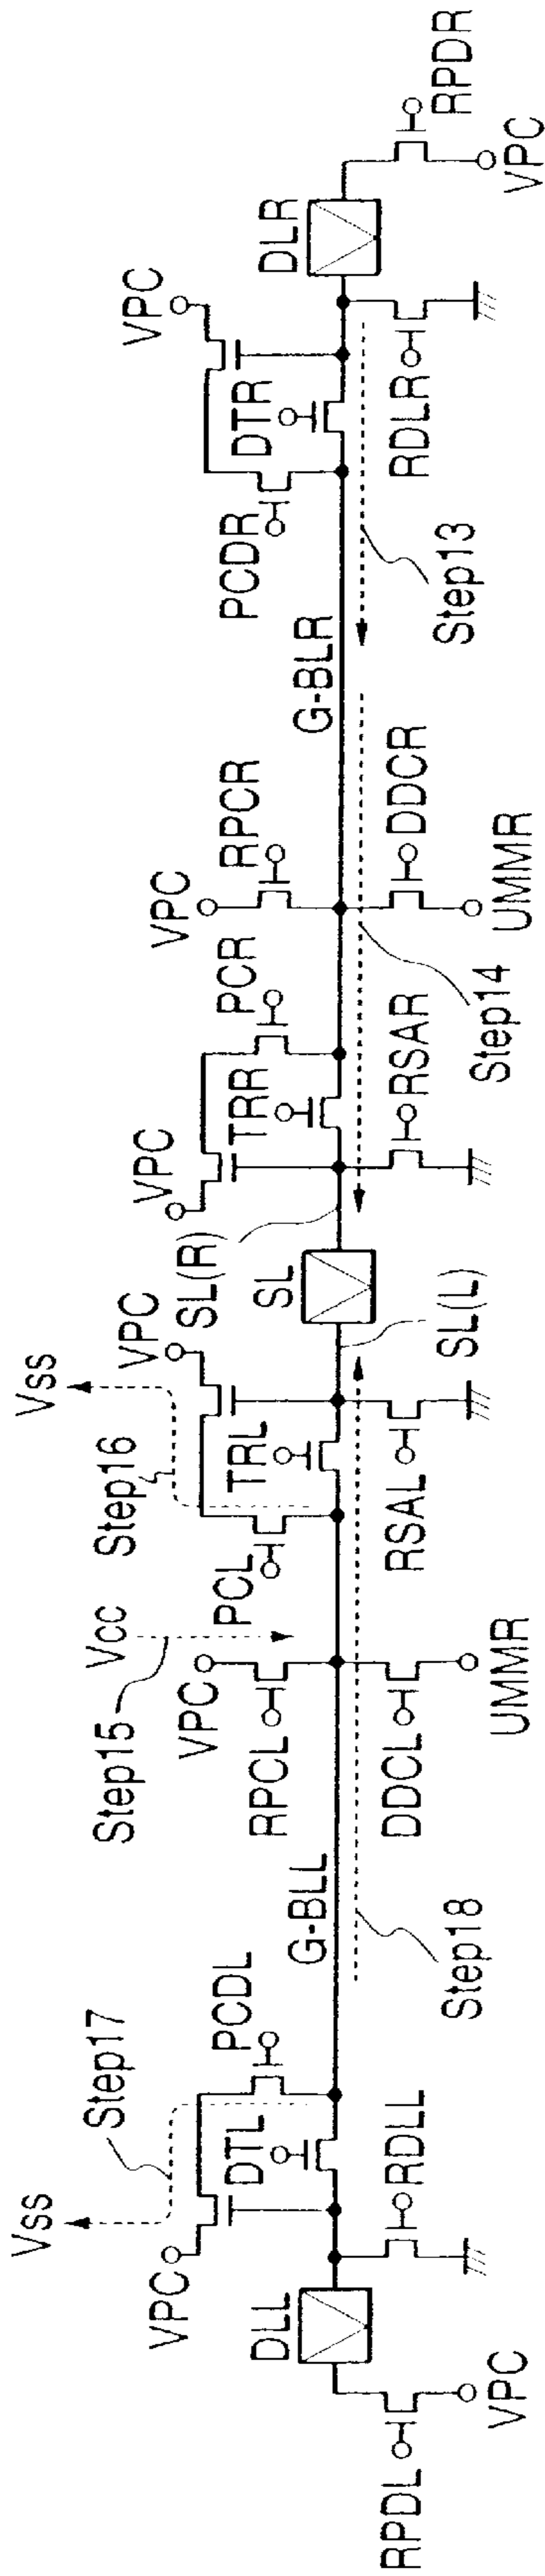 Vss
Step17
VPC
PCDL
DTL
DLL
RDLL
RPDL
VPC
G-BLL
Step18
Step15
Vcc
VPC
RPCL
DDCL
UMMR
Vss
Step16
VPC
PCL
TRL
RSAL
SL(L)
SL
SL(R)
VPC
TRR
PCR
RSAR
Step14
VPC
RPCR
DDCR
UMMR
G-BLR
Step13
PCDR
VPC
DTR
RDLR
DLR
RPDR
VPC